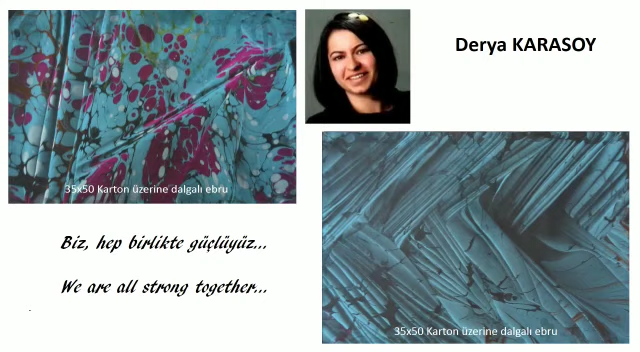 Derya KARASOY
35x50 Karton üzerine dalgalı ebru
Biz, hep birlikte güçlüyüz...
We are all strong together...
35x50 Karton üzerine dalgalı ebru